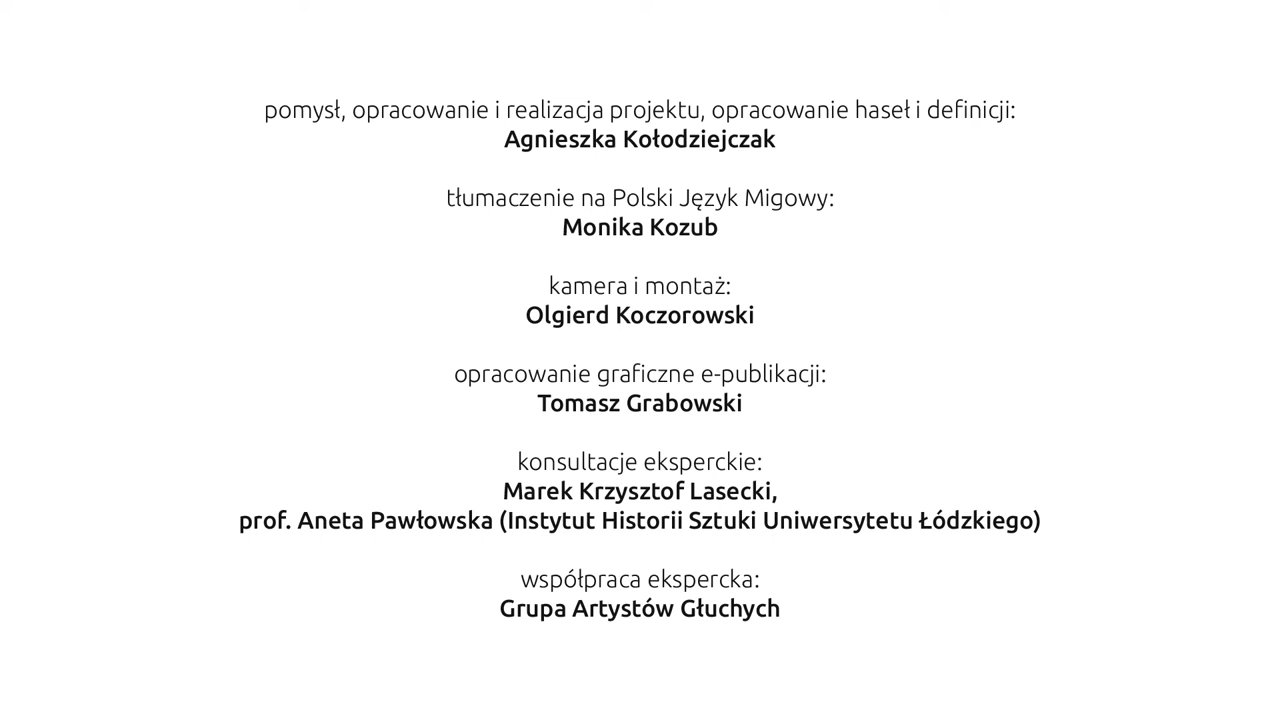 pomysł, opracowanie i realizacja projektu, opracowanie haseł i definicji:
Agnieszka Kołodziejczak
tłumaczenie na Polski Język Migowy:
Monika Kozub
kamera i montaż:
Olgierd Koczorowski
opracowanie graficzne e-publikacji:
Tomasz Grabowski
konsultacje eksperckie:
Marek Krzysztof Lasecki,
prof. Aneta Pawłowska (Instytut Historii Sztuki Uniwersytetu Łódzkiego)
współpraca ekspercka:
Grupa Artystów Głuchych